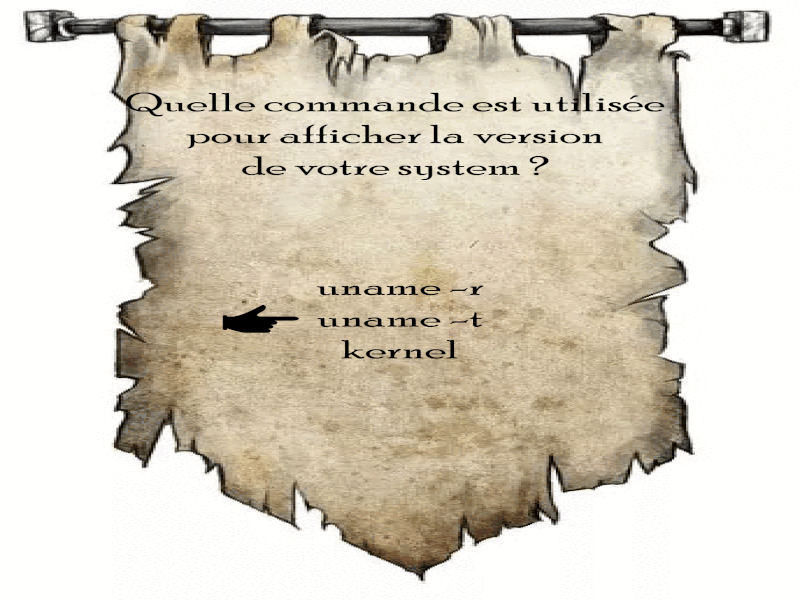 Quelle commande est utilisée
pour afficher la version
de votre system ?
uname -r
uname -t
kernel